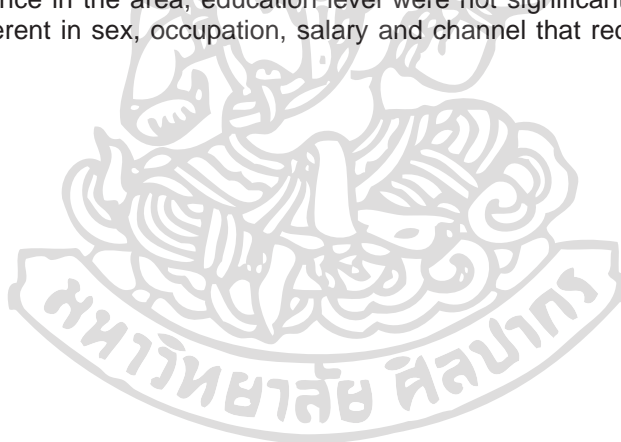 nce in the area, education level were not significant
erent in sex, occupation, salary and channel that rec
มหาวิทยาลัย ศิลปากร